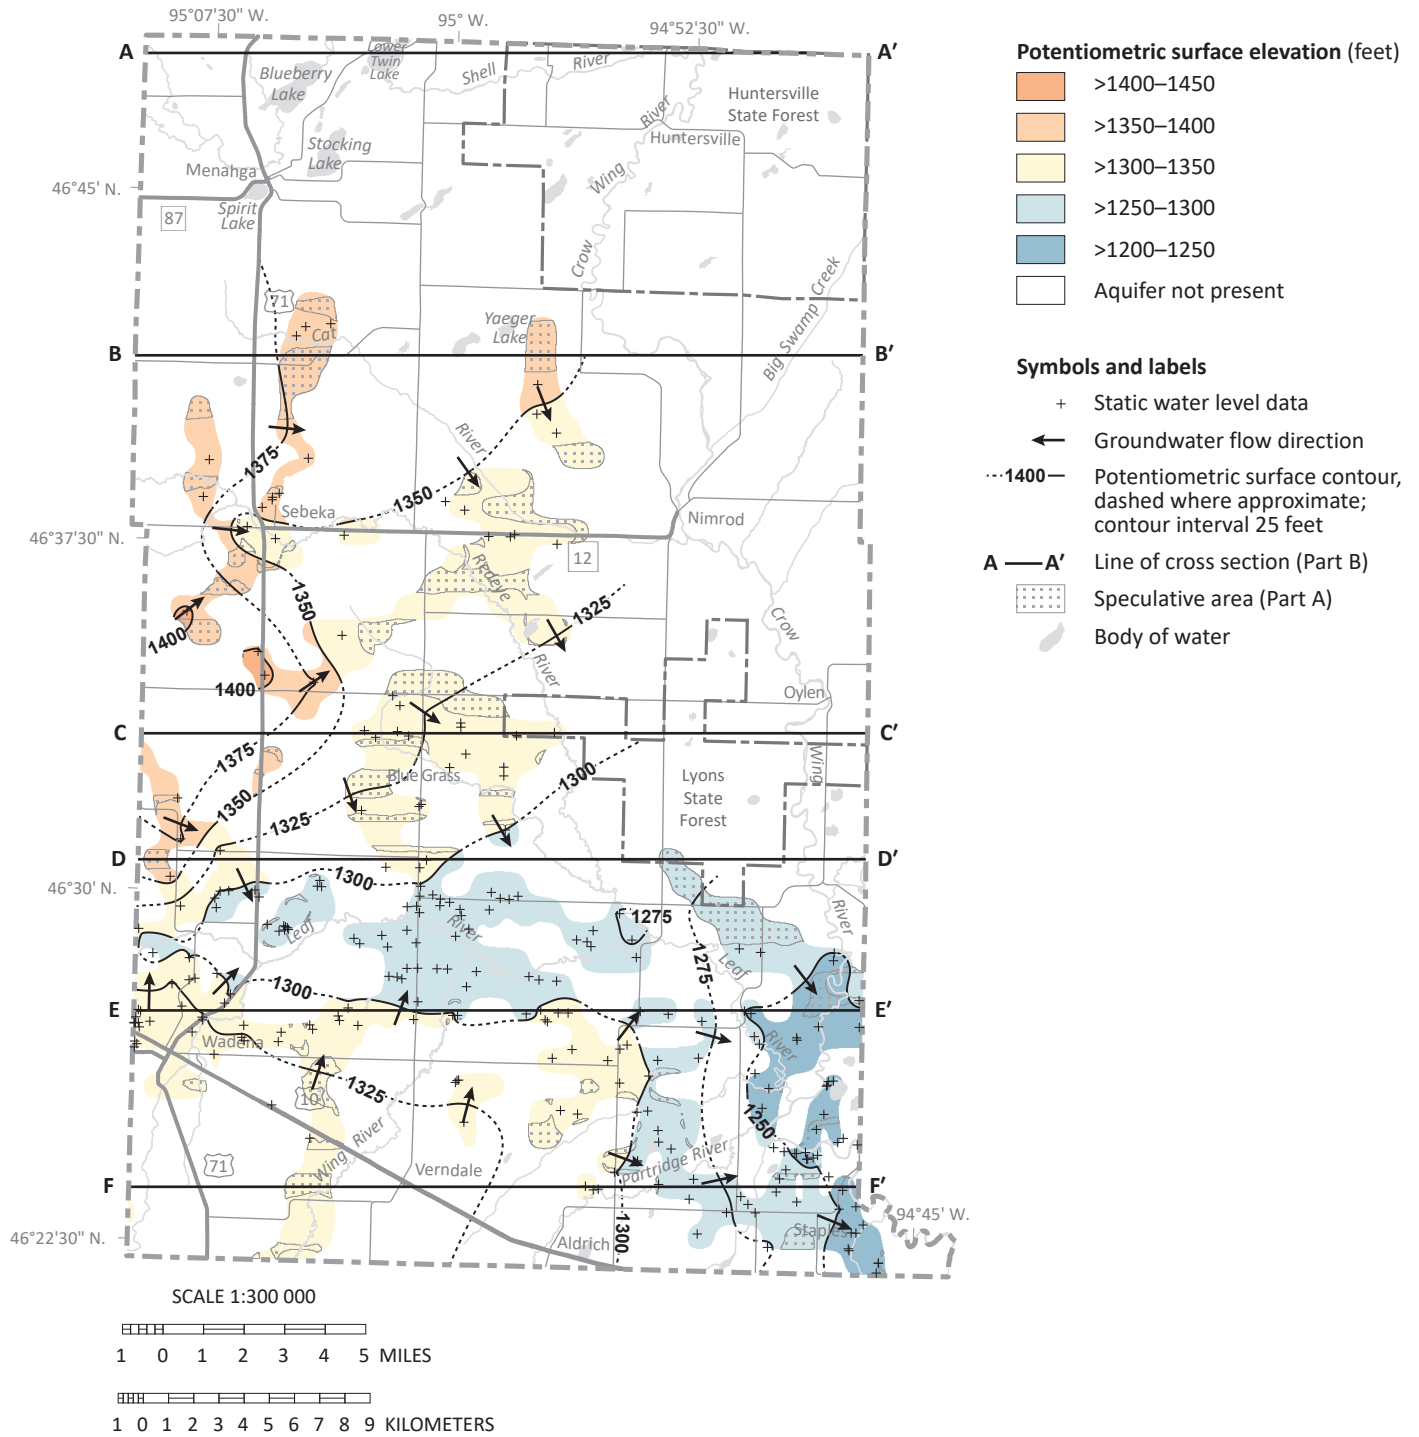 95°07'30" W.
95° W.
94°52'30" W.
A
A′
Lower
Twin
Lake
Blueberry
Lake
Shell
River
Huntersville
State Forest
River
Huntersville
Stocking
Lake
Menahga
46°45' N.
Wing
Spirit
Lake
87
Crow
Big Swamp Creek
71
Yaeger
Lake
Cat
B
B′
River
1375
1350
Sebeka
Nimrod
46°37'30" N.
12
Redeye
1350
1325
Crow
1400
River
1400
Oylen
C
C′
1375
Wing
Blue Grass
1300
Lyons
State
Forest
1350
1325
D
D′
46°30' N.
1300
River
1275
Leaf
River
1275
Leaf
1300
E
E′
Wadena
River
1325
10
1250
Wing River
Partridge River
71
Verndale
F
F′
94°45' W.
1300
Staples
46°22'30" N.
Aldrich
SCALE 1:300 000
1 0 1 2 3 4 5 MILES
1 0 1 2 3 4 5 6 7 8 9 KILOMETERS
Potentiometric surface elevation (feet)
>1400–1450
>1350–1400
>1300–1350
>1250–1300
>1200–1250
Aquifer not present
Symbols and labels
+ Static water level data
Groundwater flow direction
1400 Potentiometric surface contour,
dashed where approximate;
contour interval 25 feet
A A′ Line of cross section (Part B)
Speculative area (Part A)
Body of water